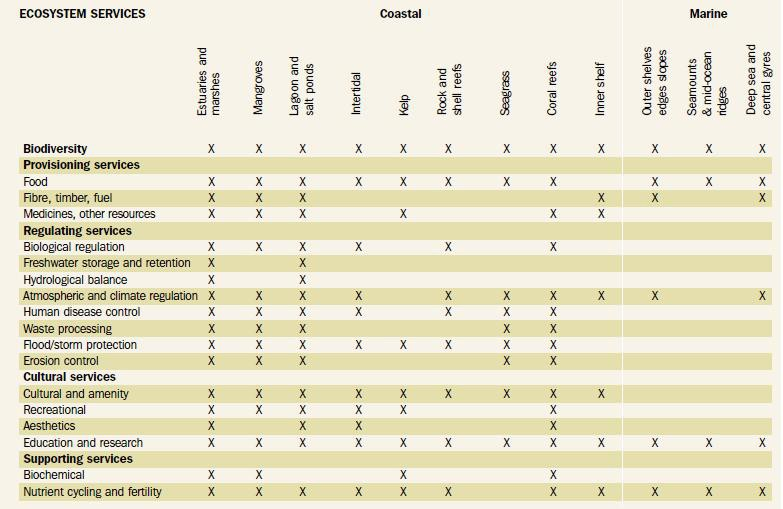 ECOSYSTEM SERVICES Coastal Marine
Estuaries and
marshes
Mangroves
Lagoon and
salt ponds
Intertidal
Kelp
Rock and
shell reefs
Seagrass
Coral reefs
Inner shelf
Outer shelves
edges slopes
Seamounts
& mid-ocean
ridges
Deep sea and
central gyres
Biodiversity X X X X X X X X X X X X
Provisioning services
Food X X X X X X X X X X X
Fibre, timber, fuel X X X X X X
Medicines, other resources X X X X X X
Regulating services
Biological regulation X X X X X X
Freshwater storage and retention X X
Hydrological balance X X
Atmospheric and climate regulation X X X X X X X X X X
Human disease control X X X X X X X
Waste processing X X X X X
Flood/storm protection X X X X X X X X
Erosion control X X X X X
Cultural services
Cultural and amenity X X X X X X X X X
Recreational X X X X X X
Aesthetics X X X X
Education and research X X X X X X X X X X X X
Supporting services
Biochemical X X X X
Nutrient cycling and fertility X X X X X X X X X X X